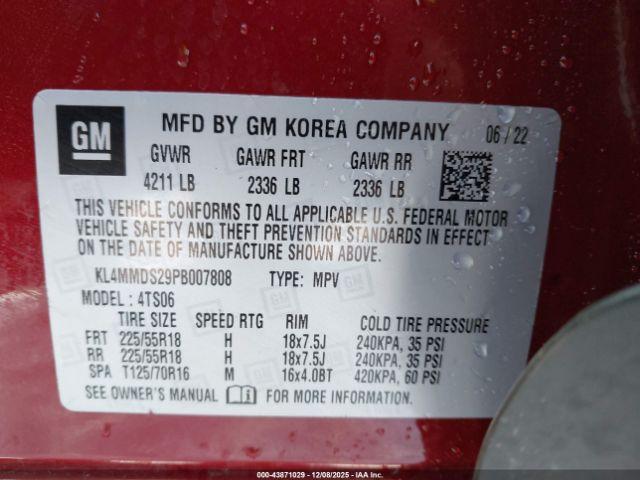 GM MFD BY GM KOREA COMPANY 06/22
GVWR GAWR FRT GAWR RR
4211 LB 2336 LB 2336 LB
THIS VEHICLE CONFORMS TO ALL APPLICABLE U.S. FEDERAL MOTOR
VEHICLE SAFETY AND THEFT PREVENTION STANDARDS IN EFFECT
ON THE DATE OF MANUFACTURE SHOWN ABOVE.
KL4MMDS29PB007808 TYPE: MPV
MODEL: 4TS06
TIRE SIZE SPEED RTG RIM COLD TIRE PRESSURE
FRT 225/55R18 H 18x7.5J 240KPA, 35 PSI
RR 225/55R18 H 18x7.5J 240KPA, 35 PSI
SPA T125/70R16 M 16x4.0BT 420KPA, 60 PSI
SEE OWNER'S MANUAL i FOR MORE INFORMATION.
000-43871029 - 12/08/2025 - IAA Inc.